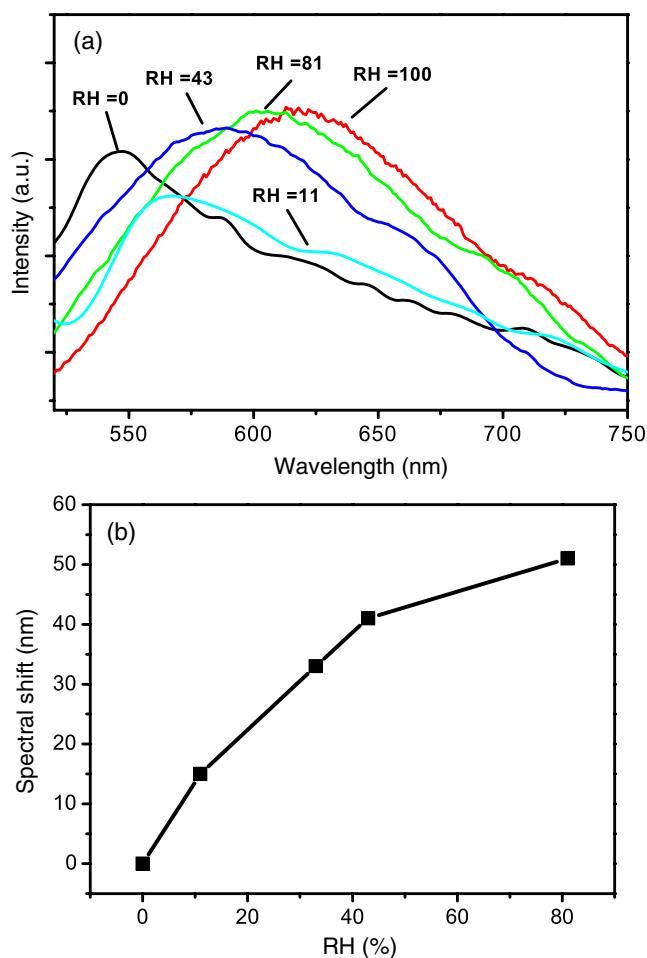 (a)
RH =0
RH =43
RH =81
RH =100
RH =11
Intensity (a.u.)
550 600 650 700 750
Wavelength (nm)
(b)
60
50
40
30
20
10
0
Spectral shift (nm)
0 20 40 60 80
RH (%)